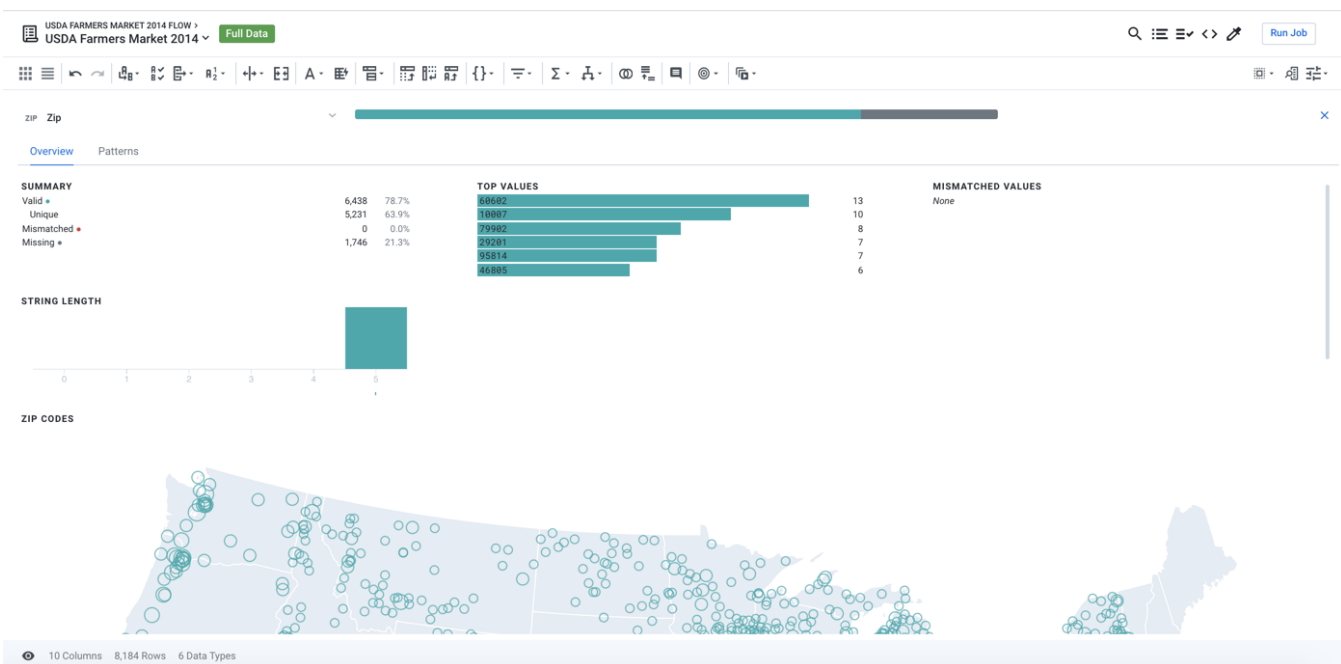 USDA FARMERS MARKET 2014 FLOW >
USDA Farmers Market 2014
Full Data
Run Job
ZIP Zip
Overview Patterns
SUMMARY
Valid 6,438 78.7%
Unique 5,231 63.9%
Mismatched 0 0.0%
Missing 1,746 21.3%
TOP VALUES
60602 13
10007 10
79902 8
29201 7
95814 7
46805 6
MISMATCHED VALUES
None
STRING LENGTH
0 1 2 3 4 5
ZIP CODES
10 Columns 8,184 Rows 6 Data Types